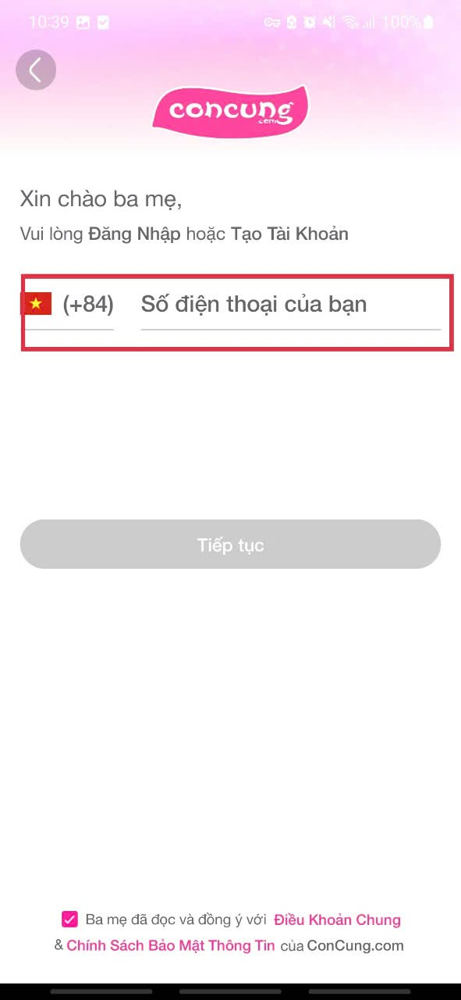 10:39 100%
concung
.com
Xin chào ba mẹ,
Vui lòng Đăng Nhập hoặc Tạo Tài Khoản
(+84) Số điện thoại của bạn
Tiếp tục
Ba mẹ đã đọc và đồng ý với Điều Khoản Chung
& Chính Sách Bảo Mật Thông Tin của ConCung.com